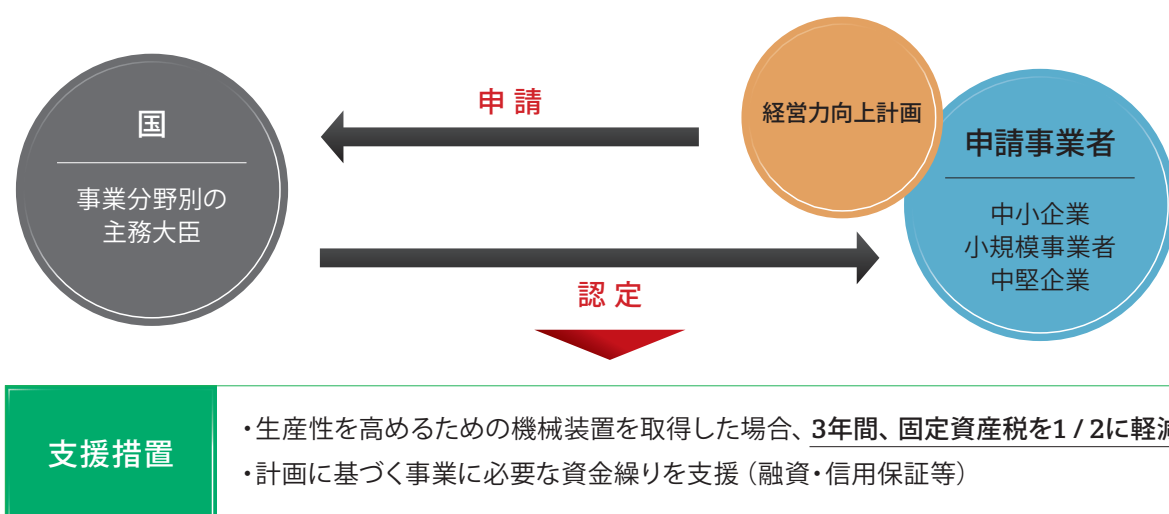 国
事業分野別の
主務大臣
申請
経営力向上計画
申請事業者
中小企業
小規模事業者
中堅企業
認定
支援措置
・生産性を高めるための機械装置を取得した場合、3年間、固定資産税を1/2に軽減
・計画に基づく事業に必要な資金繰りを支援（融資・信用保証等）